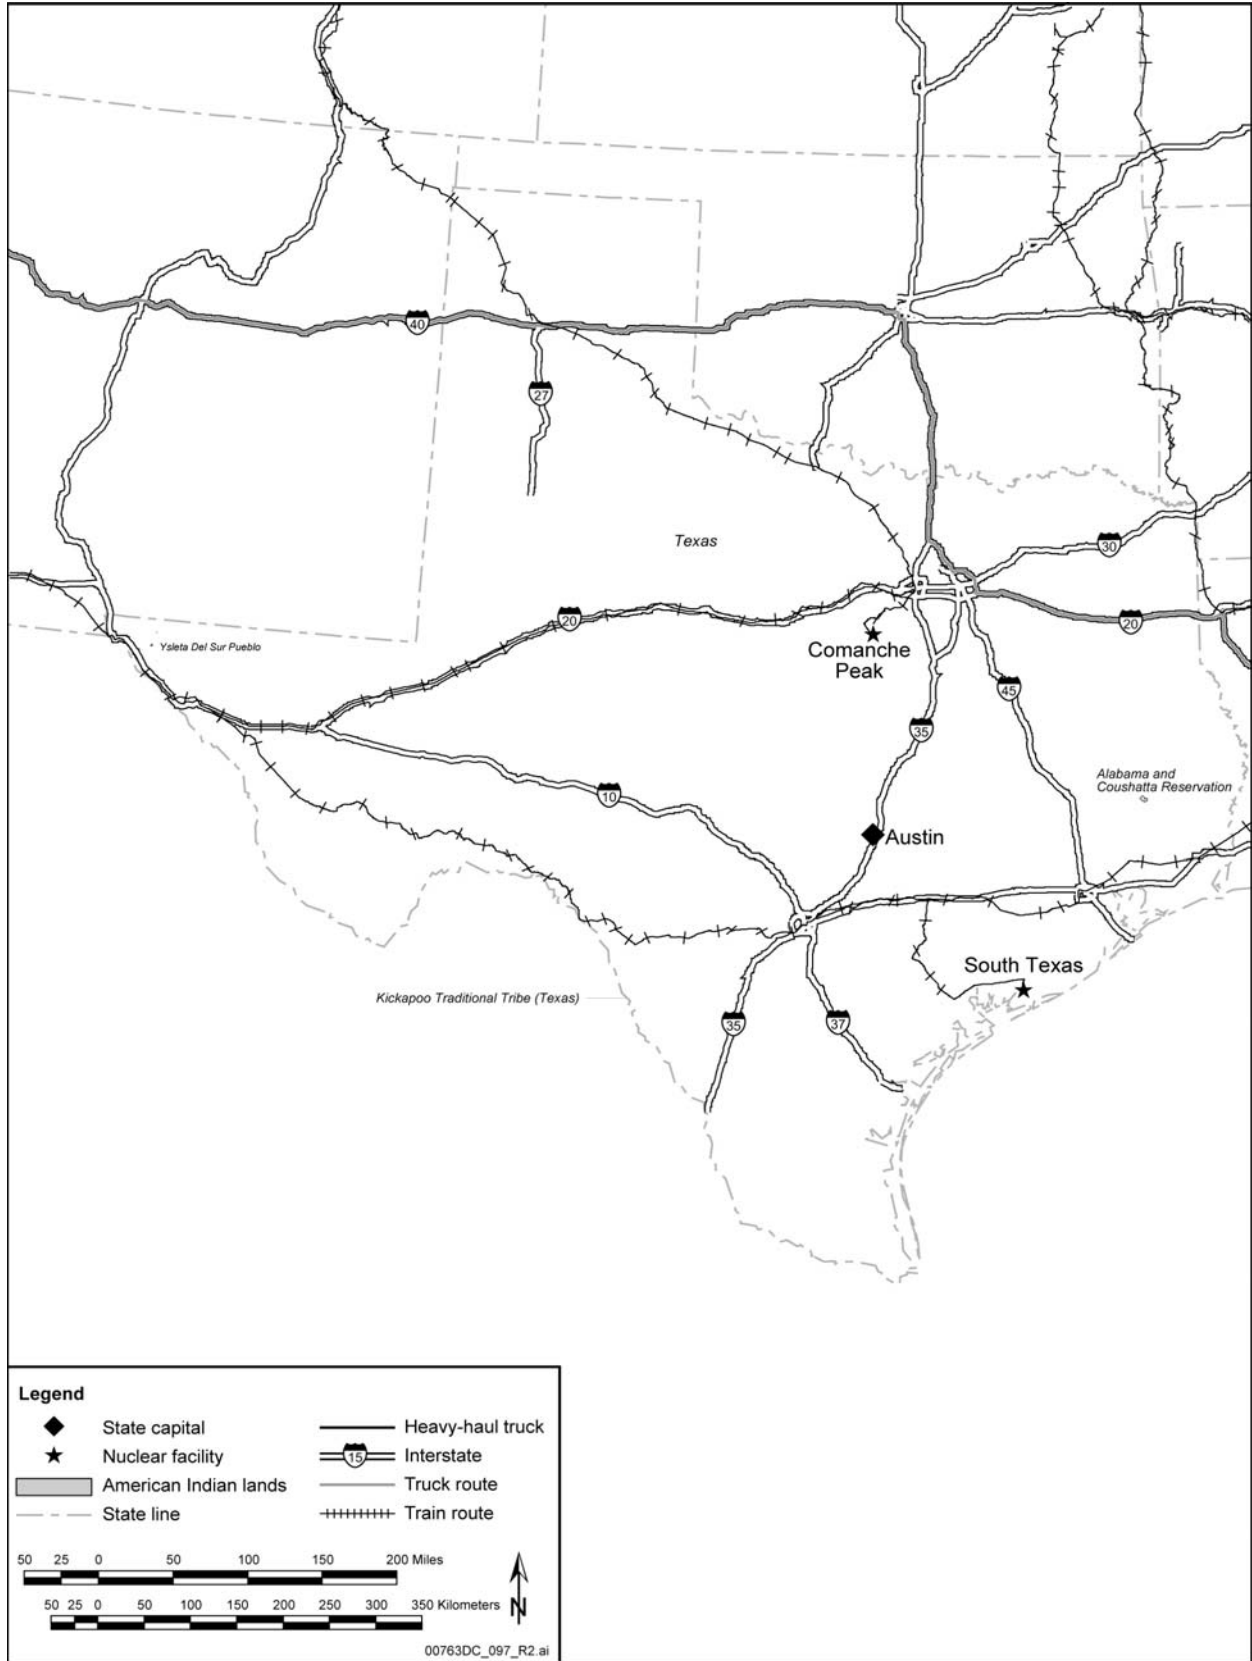 40
27
Texas
30
20
20
Ysleta Del Sur Pueblo
Comanche
Peak
45
35
10
Alabama and
Coushatta Reservation
Austin
South Texas
Kickapoo Traditional Tribe (Texas)
35
37
Legend
State capital
Heavy-haul truck
Nuclear facility
15
Interstate
American Indian lands
Truck route
State line
Train route
50 25 0 50 100 150 200 Miles
50 25 0 50 100 150 200 250 300 350 Kilometers
N
00763DC_097_R2.ai